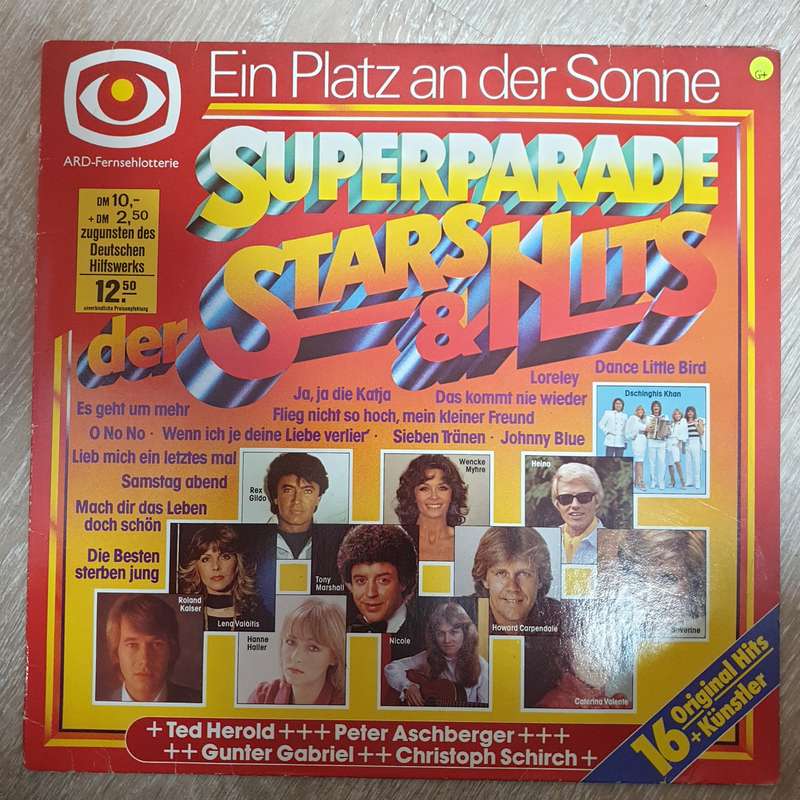 Ein Platz an der Sonne
G+
ARD-Fernsehlotterie
SUPERPARADE
der STARS & HITS
DM 10,-
+ DM 2,50
zugunsten des
Deutschen
Hilfswerks
12.50
unverbindliche Preisempfehlung
Loreley
Dance Little Bird
Ja, ja die Katja
Das kommt nie wieder
Es geht um mehr
Flieg nicht so hoch, mein kleiner Freund
O No No · Wenn ich je deine Liebe verlier' · Sieben Tränen · Johnny Blue
Lieb mich ein letztes mal
Samstag abend
Mach dir das Leben
doch schön
Die Besten
sterben jung
Dschinghis Khan
Rex
Gildo
Wencke
Myhre
Heino
Roland
Kaiser
Lena Valaitis
Tony
Marshall
Howard Carpendale
Severine
Hanne
Haller
Nicole
Caterina Valente
16 Original Hits
+ Künstler
+ Ted Herold +++ Peter Aschberger +++
++ Gunter Gabriel ++ Christoph Schirch +